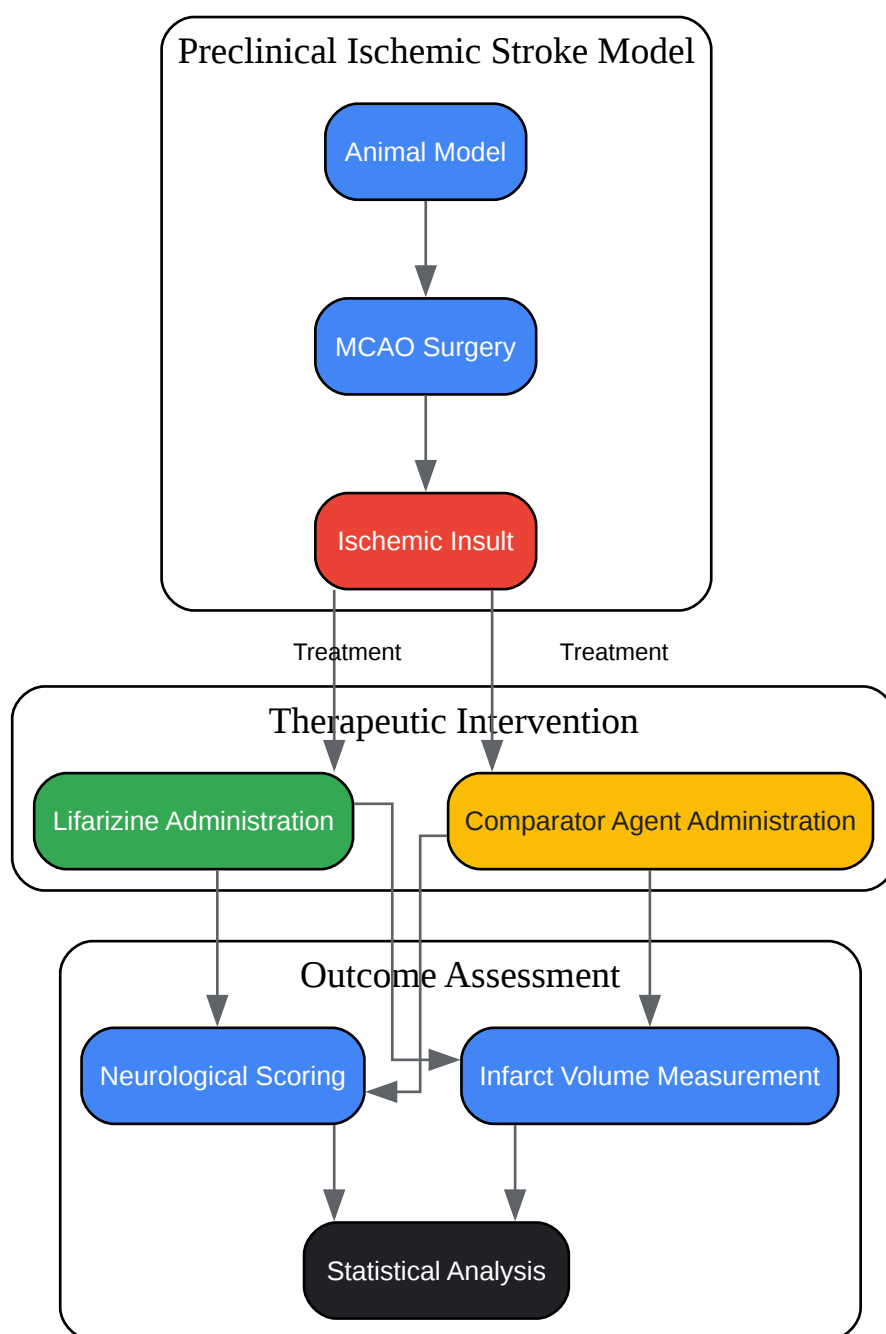 Preclinical Ischemic Stroke Model
Animal Model
MCAO Surgery
Ischemic Insult
Treatment
Treatment
Therapeutic Intervention
Lifarizine Administration
Comparator Agent Administration
Outcome Assessment
Neurological Scoring
Infarct Volume Measurement
Statistical Analysis